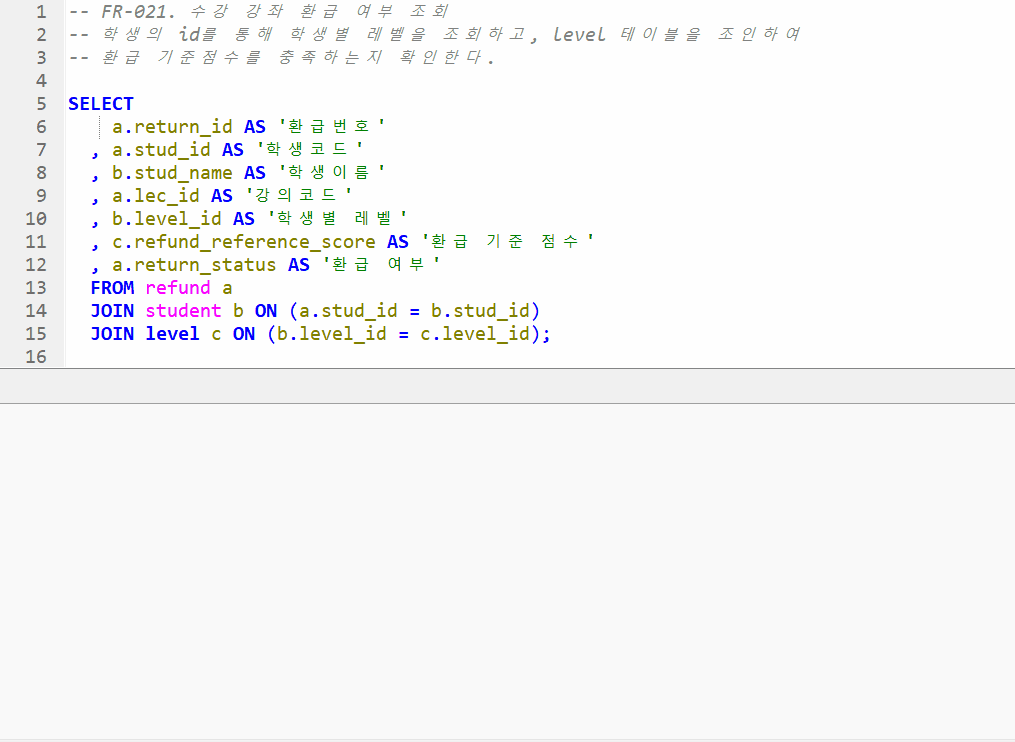 1 -- FR-021. 수강 강좌 환급 여부 조회
2 -- 학생의 id를 통해 학생별 레벨을 조회하고, level 테이블을 조인하여
3 -- 환급 기준점수를 충족하는지 확인한다.
4
5 SELECT
6 a.return_id AS '환급번호'
7 , a.stud_id AS '학생코드'
8 , b.stud_name AS '학생이름'
9 , a.lec_id AS '강의코드'
10 , b.level_id AS '학생별 레벨'
11 , c.refund_reference_score AS '환급 기준 점수'
12 , a.return_status AS '환급 여부'
13 FROM refund a
14 JOIN student b ON (a.stud_id = b.stud_id)
15 JOIN level c ON (b.level_id = c.level_id);
16